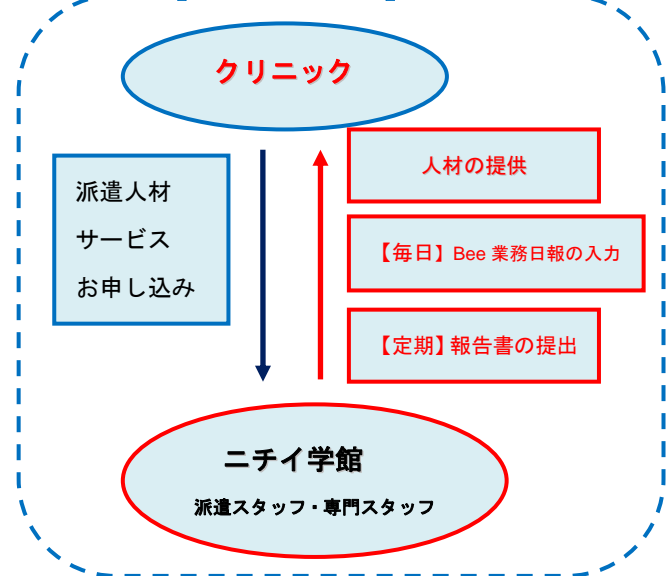 クリニック
派遣人材
サービス
お申し込み
人材の提供
【毎日】Bee 業務日報の入力
【定期】報告書の提出
ニチイ学館
派遣スタッフ・専門スタッフ